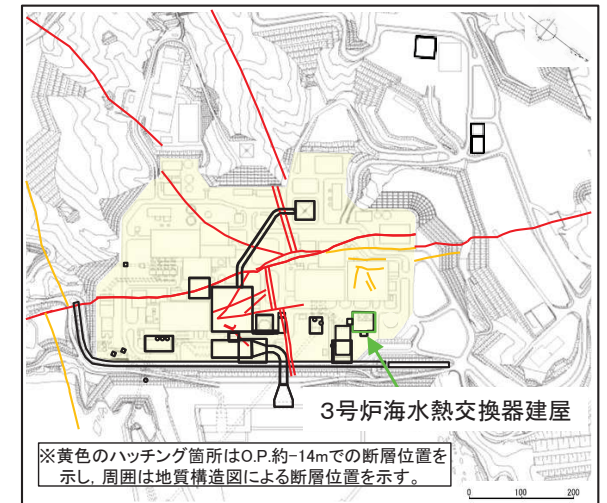 3号炉海水熱交換器建屋
※黄色のハッチング箇所はO.P.約-14mでの断層位置を
示し,周囲は地質構造図による断層位置を示す。
0 100 200